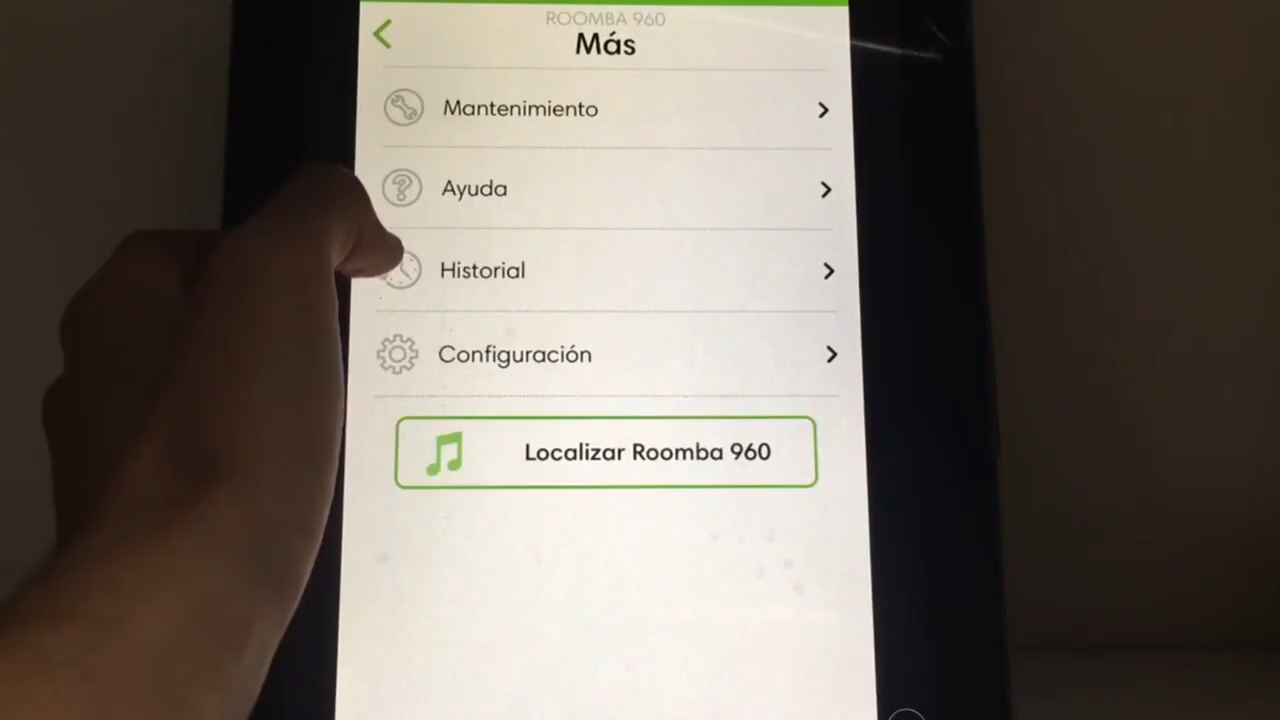 ROOMBA 960
Más
Mantenimiento
Ayuda
Historial
Configuración
Localizar Roomba 960